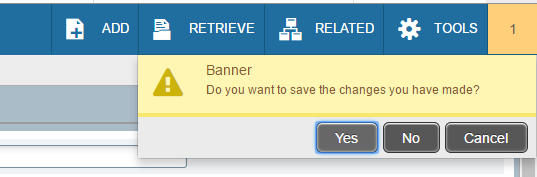 ADD RETRIEVE RELATED TOOLS 1
Banner
Do you want to save the changes you have made?
Yes No Cancel